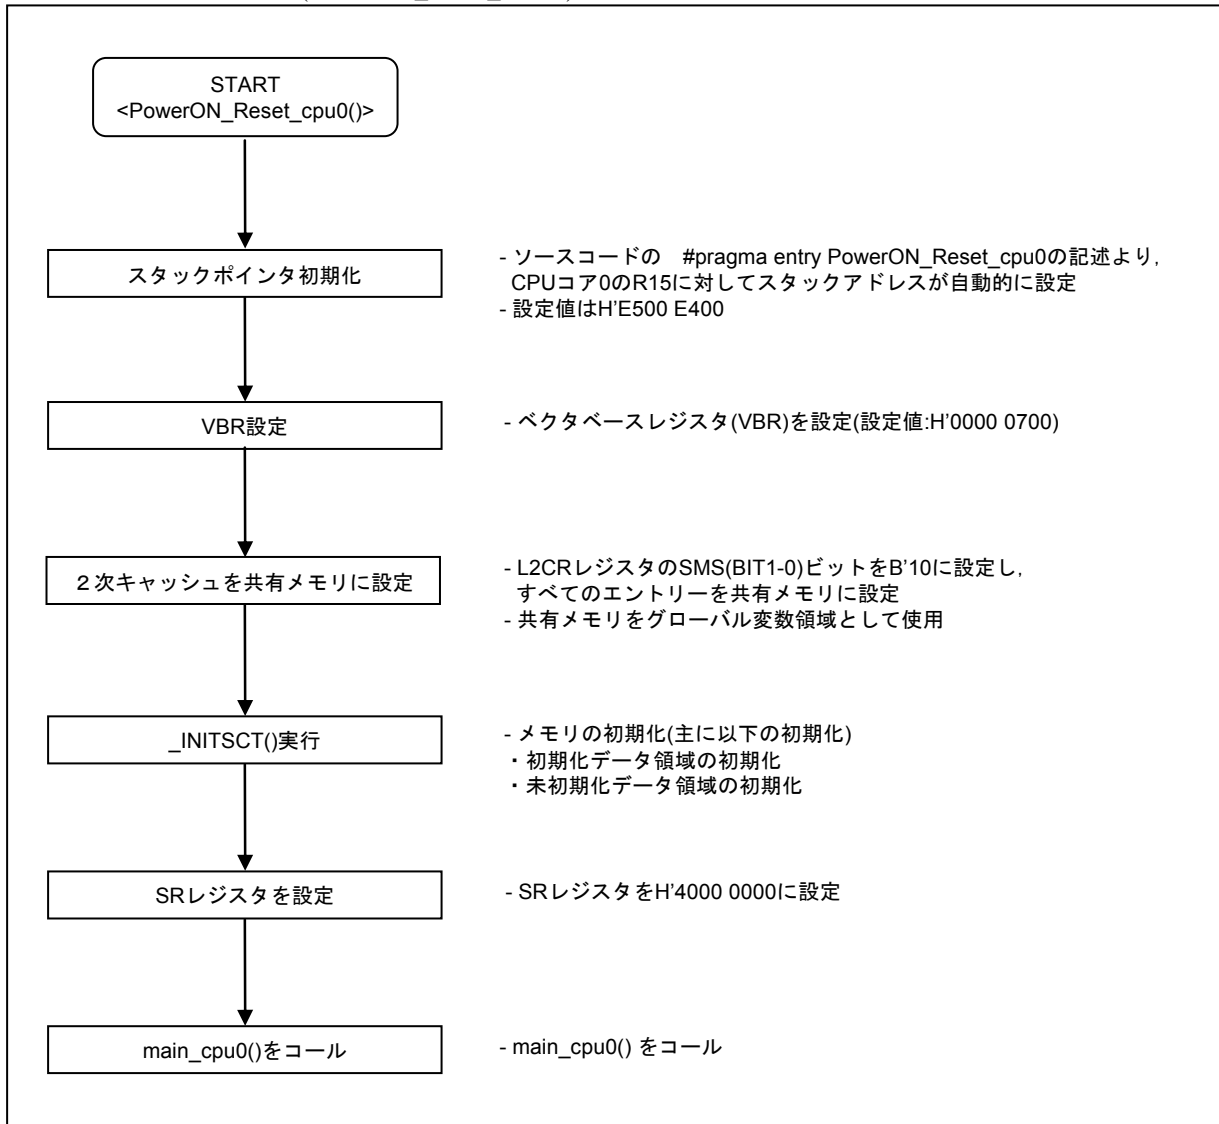 START
<PowerON_Reset_cpu0()>
スタックポインタ初期化
- ソースコードの　#pragma entry PowerON_Reset_cpu0の記述より,
CPUコア0のR15に対してスタックアドレスが自動的に設定
- 設定値はH’E500 E400
VBR設定
- ベクタベースレジスタ(VBR)を設定(設定値:H’0000 0700)
２次キャッシュを共有メモリに設定
- L2CRレジスタのSMS(BIT1-0)ビットをB’10に設定し,
すべてのエントリーを共有メモリに設定
- 共有メモリをグローバル変数領域として使用
_INITSCT()実行
- メモリの初期化(主に以下の初期化)
・初期化データ領域の初期化
・未初期化データ領域の初期化
SRレジスタを設定
- SRレジスタをH’4000 0000に設定
main_cpu0()をコール
- main_cpu0() をコール